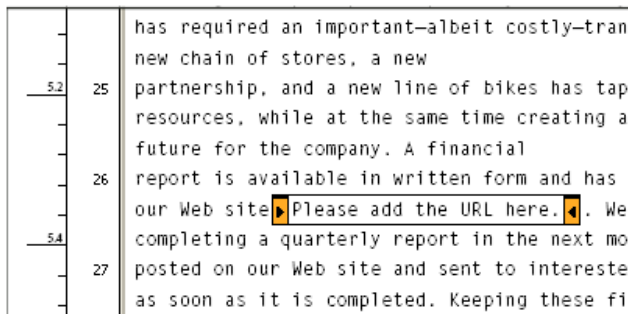 has required an important—albeit costly—tran
new chain of stores, a new
5.2 25 partnership, and a new line of bikes has tap
resources, while at the same time creating a
future for the company. A financial
26 report is available in written form and has
our Web site Please add the URL here. . We
5.4 completing a quarterly report in the next mo
27 posted on our Web site and sent to intereste
as soon as it is completed. Keeping these fi